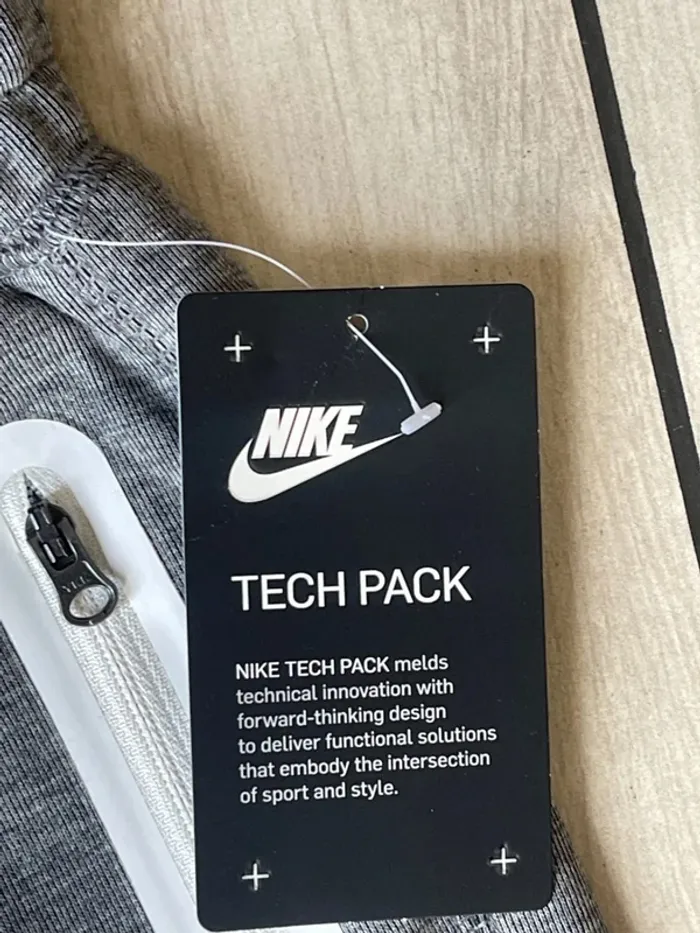 NIKE
TECH PACK
NIKE TECH PACK melds
technical innovation with
forward-thinking design
to deliver functional solutions
that embody the intersection
of sport and style.
YKK